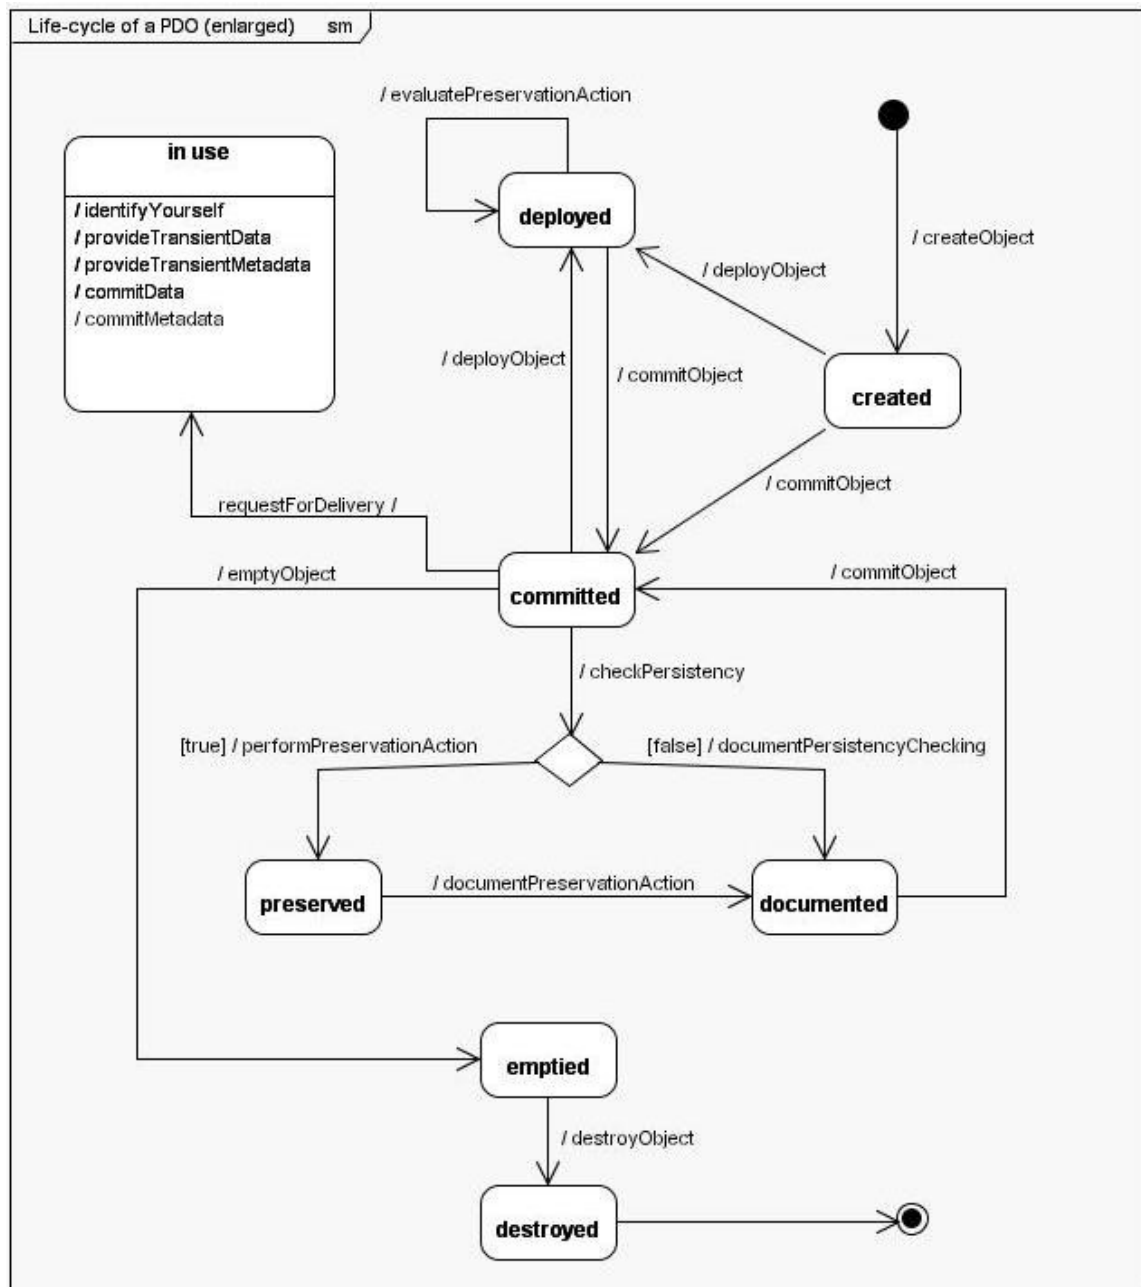 Life-cycle of a PDO (enlarged) sm
/ evaluatePreservationAction
in use
/ identifyYourself
/ provideTransientData
/ provideTransientMetadata
/ commitData
/ commitMetadata
deployed
/ createObject
/ deployObject
/ deployObject
/ commitObject
created
/ commitObject
requestForDelivery /
/ emptyObject
committed
/ commitObject
/ checkPersistency
[true] / performPreservationAction
[false] / documentPersistencyChecking
preserved
/ documentPreservationAction
documented
emptied
/ destroyObject
destroyed